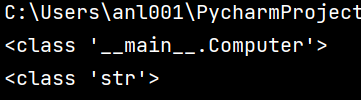 C:\Users\anl001\PycharmProject
<class '__main__.Computer'>
<class 'str'>